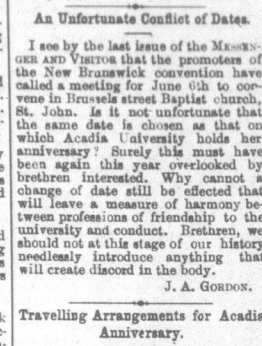 An Unfortunate Conflict of Dates.
I see by the last issue of the MESSEN-
GER AND VISITOR that the promoters of
the New Brunswick convention have
called a meeting for June 6th to con-
vene in Brussels street Baptist church,
St. John. Is it not unfortunate that
the same date is chosen as that on
which Acadia University holds her
anniversary? Surely this must have
been again this year overlooked by
brethren interested. Why cannot a
change of date still be effected that
will leave a measure of harmony be-
tween professions of friendship to the
university and conduct. Brethren, we
should not at this stage of our history
needlessly introduce anything that
will create discord in the body.
J. A. GORDON.
Travelling Arrangements for Acadia
Anniversary.